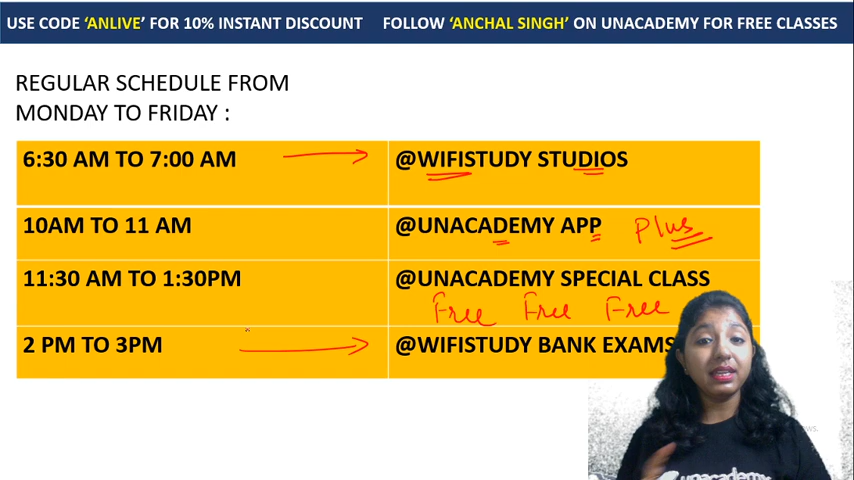 USE CODE ‘ANLIVE’ FOR 10% INSTANT DISCOUNT FOLLOW ‘ANCHAL SINGH’ ON UNACADEMY FOR FREE CLASSES
REGULAR SCHEDULE FROM
MONDAY TO FRIDAY :
6:30 AM TO 7:00 AM @WIFISTUDY STUDIOS
10AM TO 11 AM @UNACADEMY APP Plus
11:30 AM TO 1:30PM @UNACADEMY SPECIAL CLASS
Free Free Free
2 PM TO 3PM @WIFISTUDY BANK EXAMS
unacademy